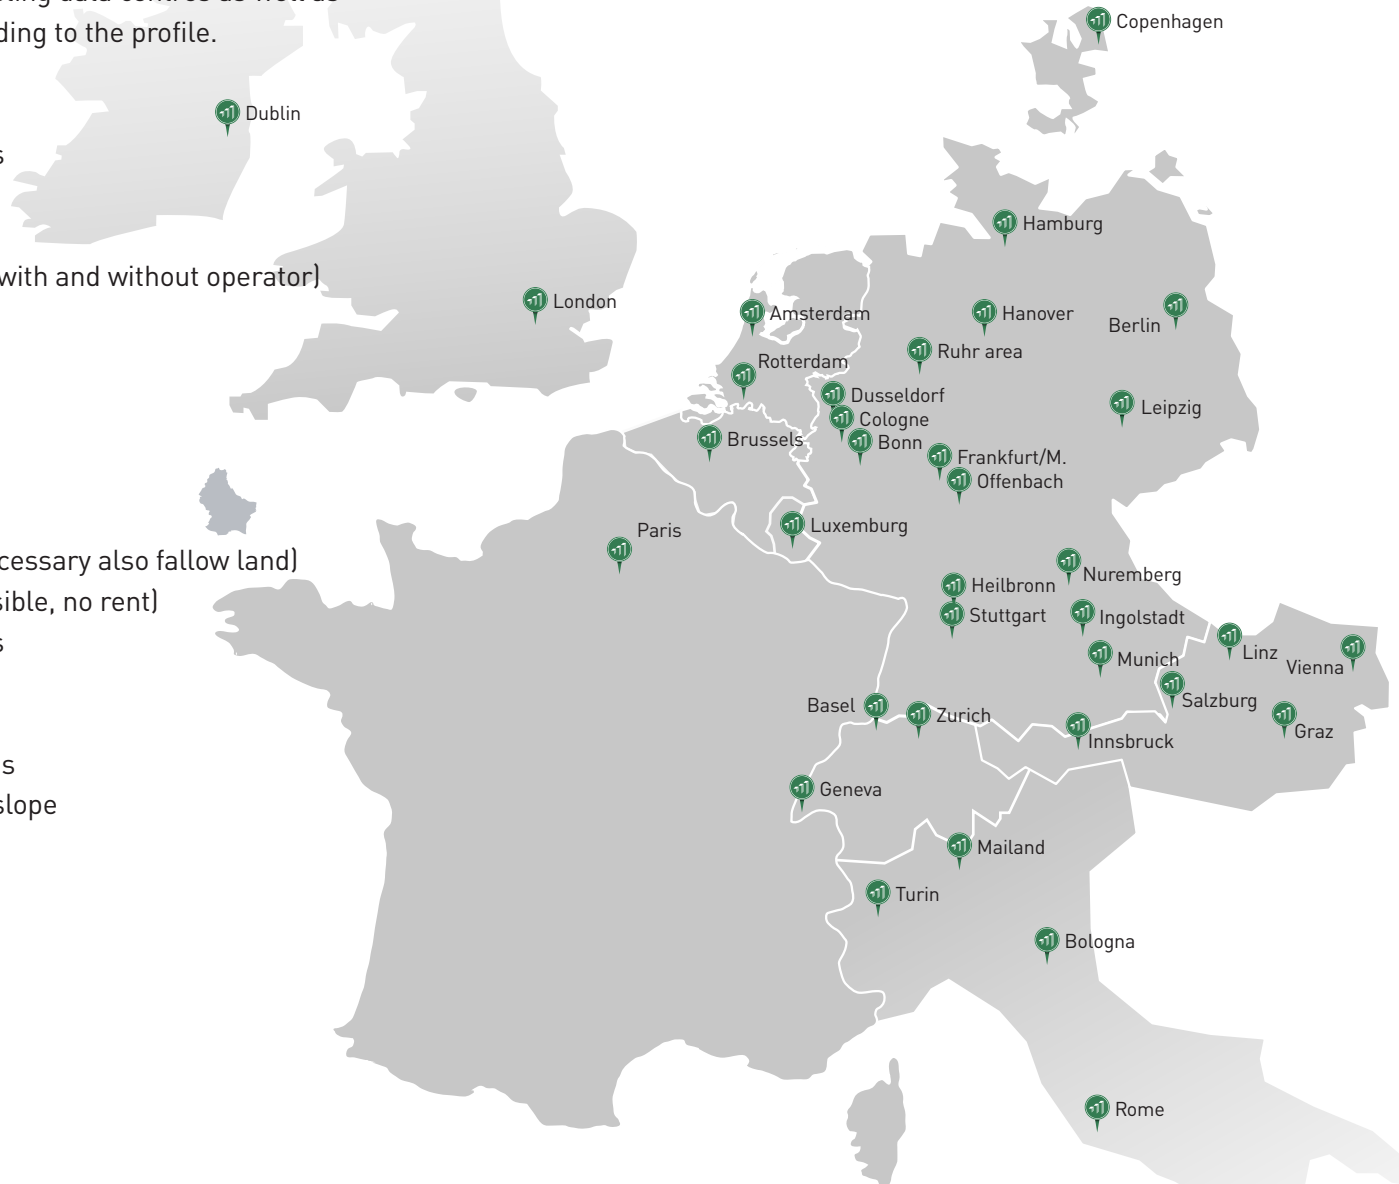 ding to the profile.
with and without operator)
cessary also fallow land)
sible, no rent)
s
s
s
slope
Copenhagen
Dublin
Hamburg
London
Amsterdam
Hanover
Berlin
Ruhr area
Rotterdam
Dusseldorf
Leipzig
Cologne
Brussels
Bonn
Frankfurt/M.
Offenbach
Luxemburg
Paris
Nuremberg
Heilbronn
Stuttgart
Ingolstadt
Linz
Munich
Vienna
Salzburg
Basel
Zurich
Graz
Innsbruck
Geneva
Mailand
Turin
Bologna
Rome